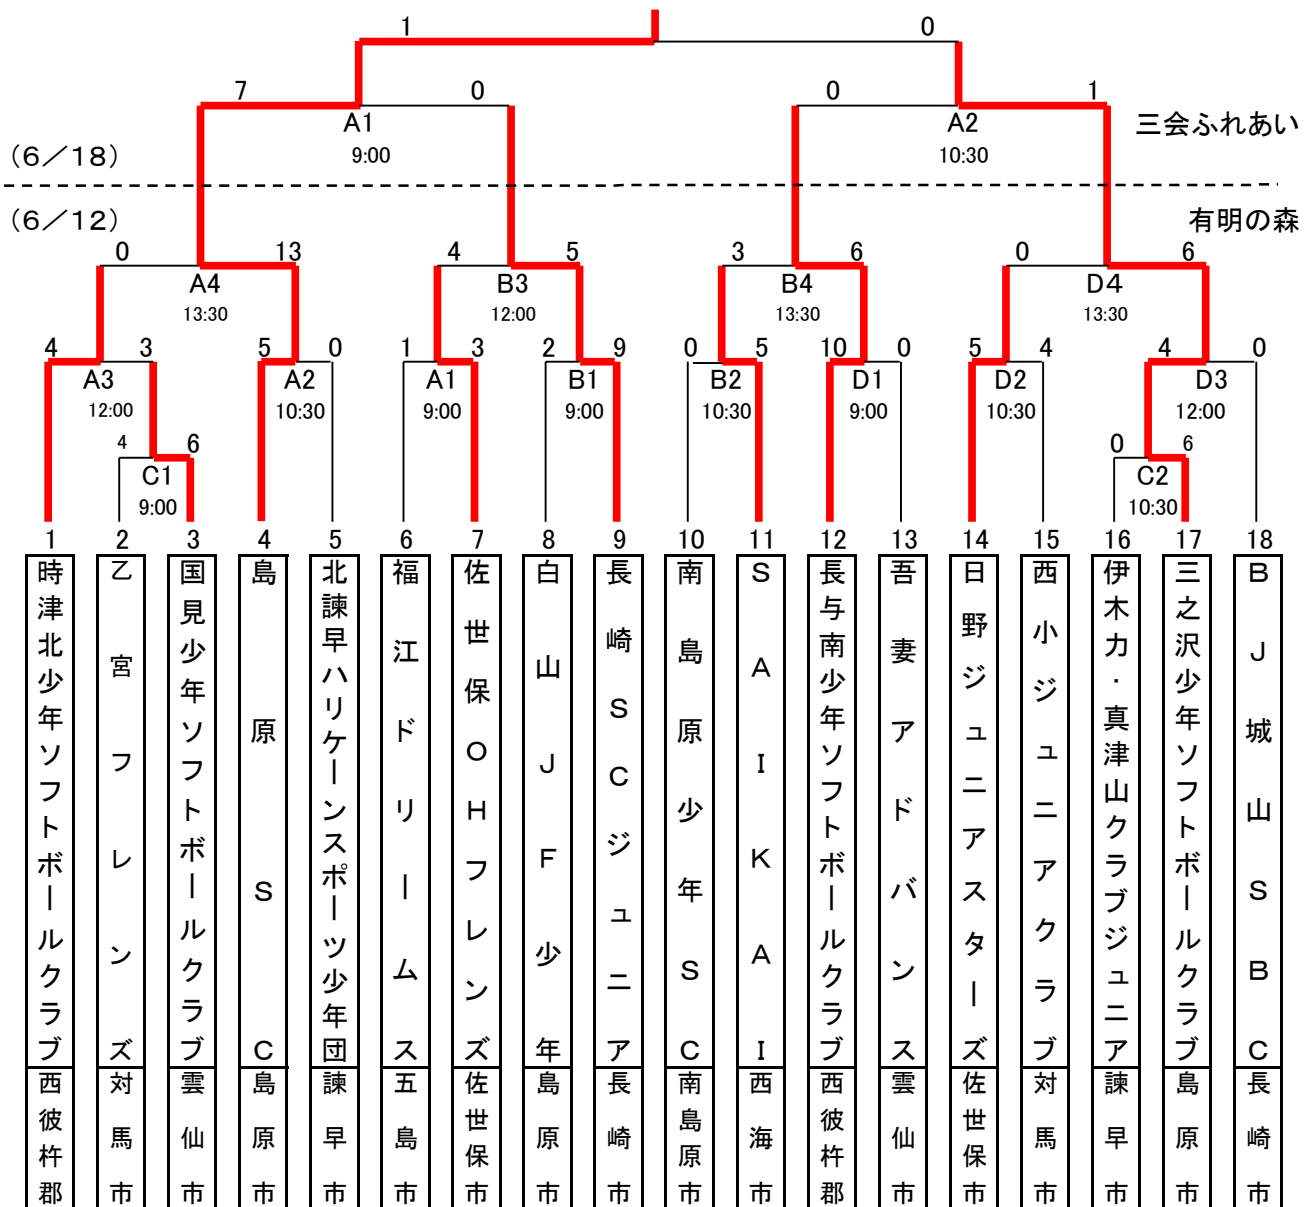 1 0
7 0 0 1
A1 A2 三会ふれあい
9:00 10:30
(6/18)
(6/12) 有明の森
0 13 4 5 3 6 0 6
A4 B3 B4 D4
13:30 12:00 13:30 13:30
4 3 5 0 1 3 2 9 0 5 10 0 5 4 4 0
A3 A2 A1 B1 B2 D1 D2 D3
12:00 10:30 9:00 9:00 10:30 9:00 10:30 12:00
4 6 0 6
C1 C2
9:00 10:30
1 2 3 4 5 6 7 8 9 10 11 12 13 14 15 16 17 18
時津北少年ソフトボールクラブ
乙宮フレンズ
国見少年ソフトボールクラブ
島原SC
北諫早ハリケーンスポーツ少年団
福江ドリームス
佐世保OHフレンズ
白山JF少年
長崎SCジュニア
南島原少年SC
SAIKAI
長与南少年ソフトボールクラブ
吾妻アドバンス
日野ジュニアスターズ
西小ジュニアクラブ
伊木力・真津山クラブジュニア
三之沢少年ソフトボールクラブ
BJ城山SBC
西彼杵郡
対馬市
雲仙市
島原市
諫早市
五島市
佐世保市
島原市
長崎市
南島原市
西海市
西彼杵郡
雲仙市
佐世保市
対馬市
諫早市
島原市
長崎市